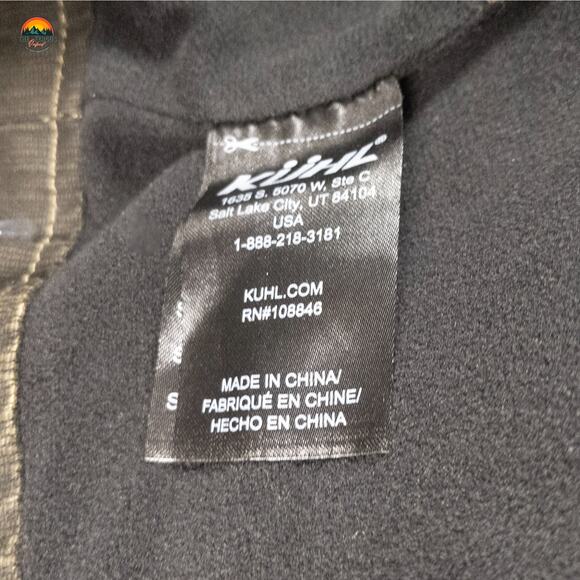 KÜHL®
1635 S. 5070 W, Ste C
Salt Lake City, UT 84104
USA
1-888-218-3181
KUHL.COM
RN#108846
MADE IN CHINA/
FABRIQUÉ EN CHINE/
HECHO EN CHINA
S